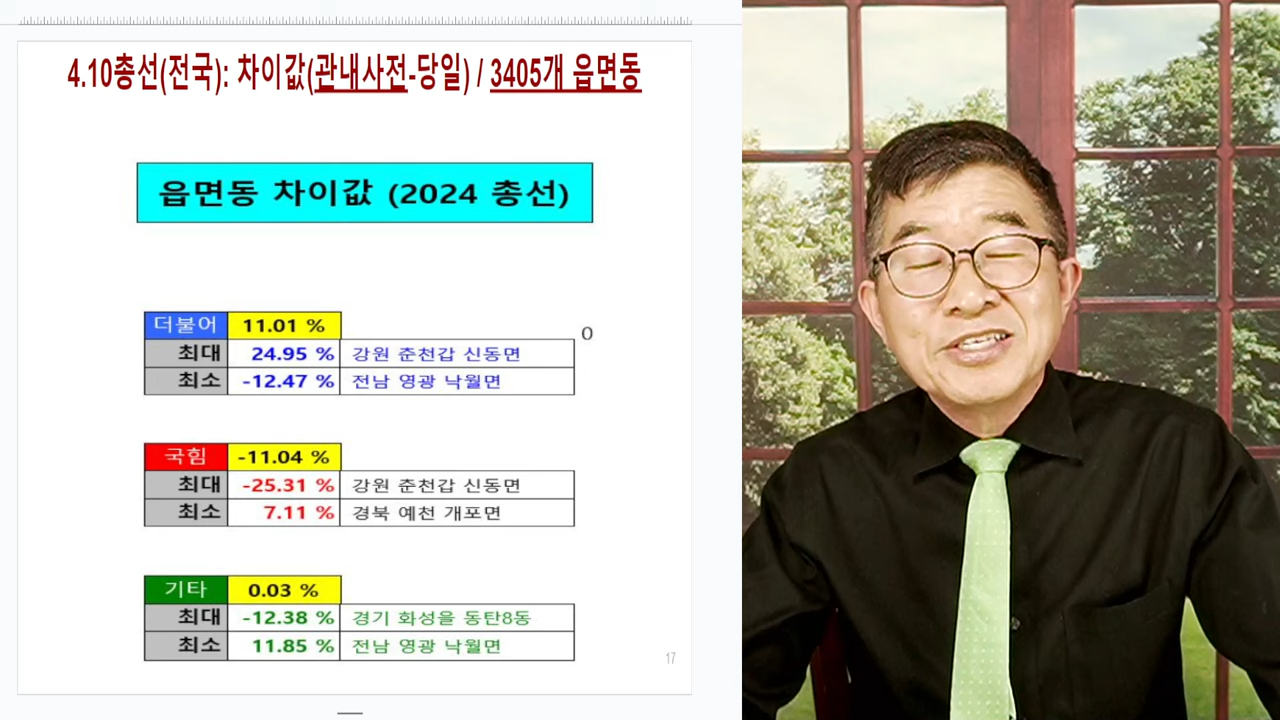 4.10총선(전국): 차이값(관내사전-당일) / 3405개 읍면동
읍면동 차이값 (2024 총선)
더불어 11.01 %
최대 24.95 % 강원 춘천갑 신동면
최소 -12.47 % 전남 영광 낙월면
국힘 -11.04 %
최대 -25.31 % 강원 춘천갑 신동면
최소 7.11 % 경북 예천 개포면
기타 0.03 %
최대 -12.38 % 경기 화성을 동탄8동
최소 11.85 % 전남 영광 낙월면
17